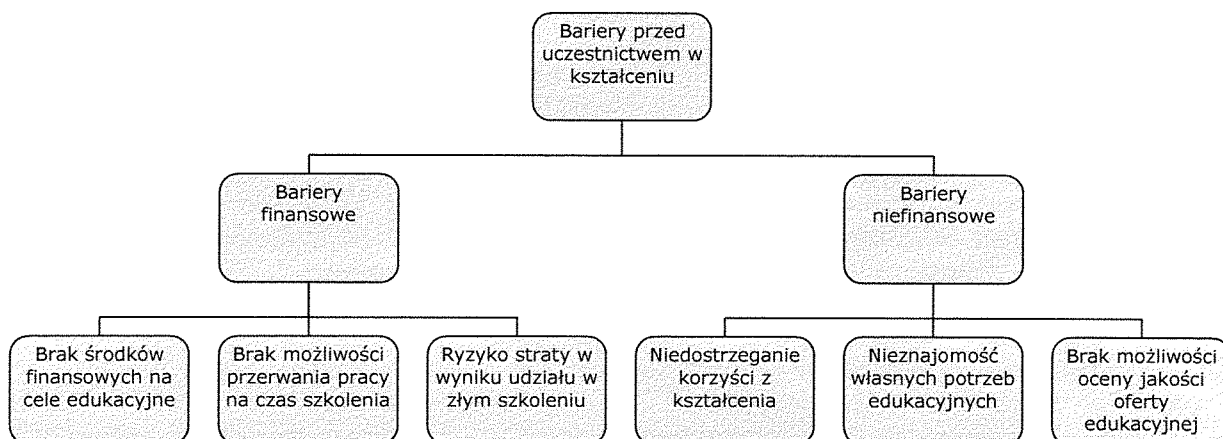 Bariery przed
uczestnictwem w
kształceniu
Bariery
finansowe
Bariery
niefinansowe
Brak środków
finansowych na
cele edukacyjne
Brak możliwości
przerwania pracy
na czas szkolenia
Ryzyko straty w
wyniku udziału w
złym szkoleniu
Niedostrzeganie
korzyści z
kształcenia
Nieznajomość
własnych potrzeb
edukacyjnych
Brak możliwości
oceny jakości
oferty
edukacyjnej